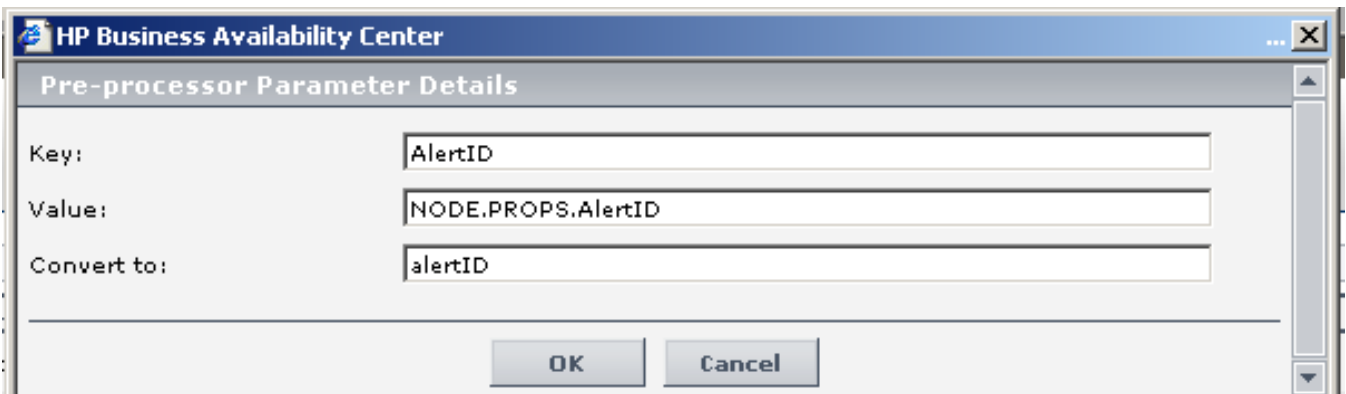 HP Business Availability Center ...
Pre-processor Parameter Details
Key: AlertID
Value: NODE.PROPS.AlertID
Convert to: alertID
OK Cancel